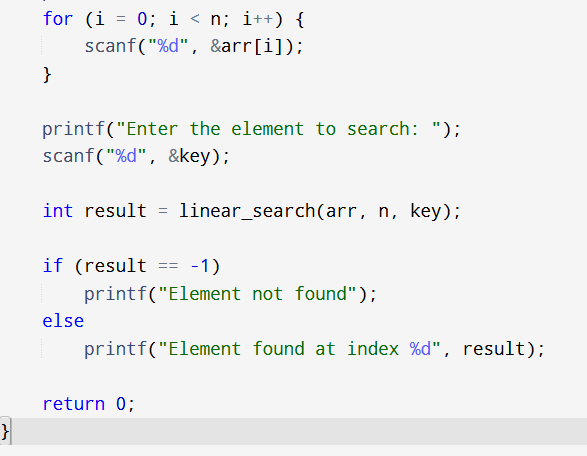 for (i = 0; i < n; i++) {
scanf("%d", &arr[i]);
}
printf("Enter the element to search: ");
scanf("%d", &key);
int result = linear_search(arr, n, key);
if (result == -1)
printf("Element not found");
else
printf("Element found at index %d", result);
return 0;
}